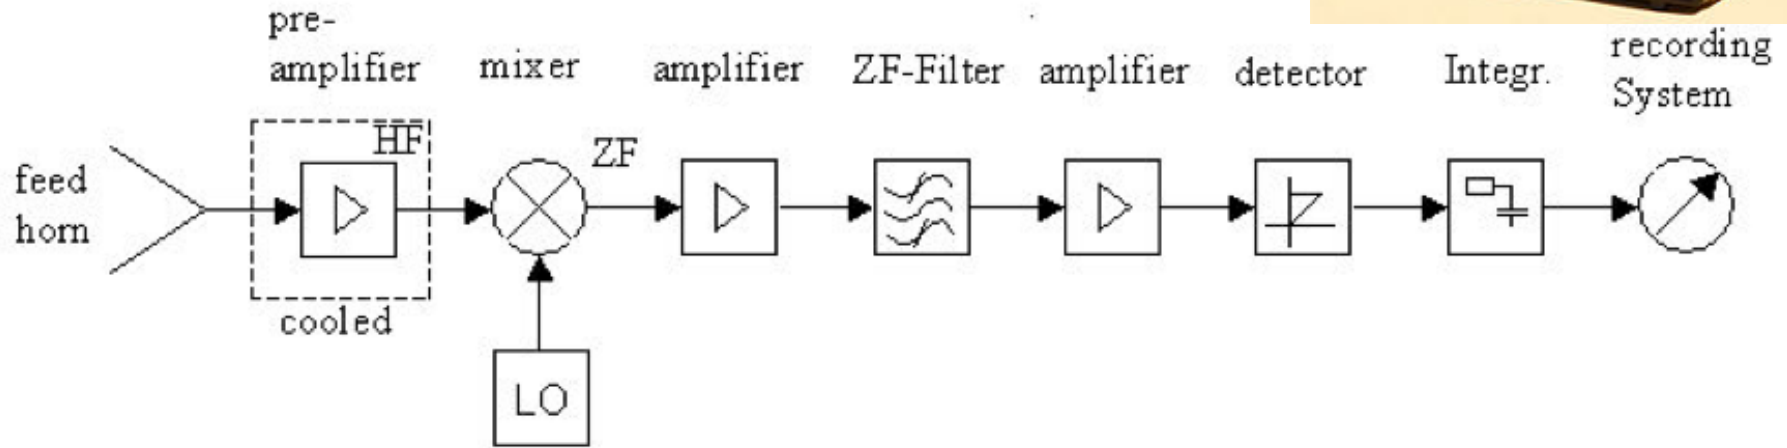 pre-
amplifier
mixer
amplifier
ZF-Filter
amplifier
detector
Integr.
recording
System
HF
ZF
feed
horn
cooled
LO